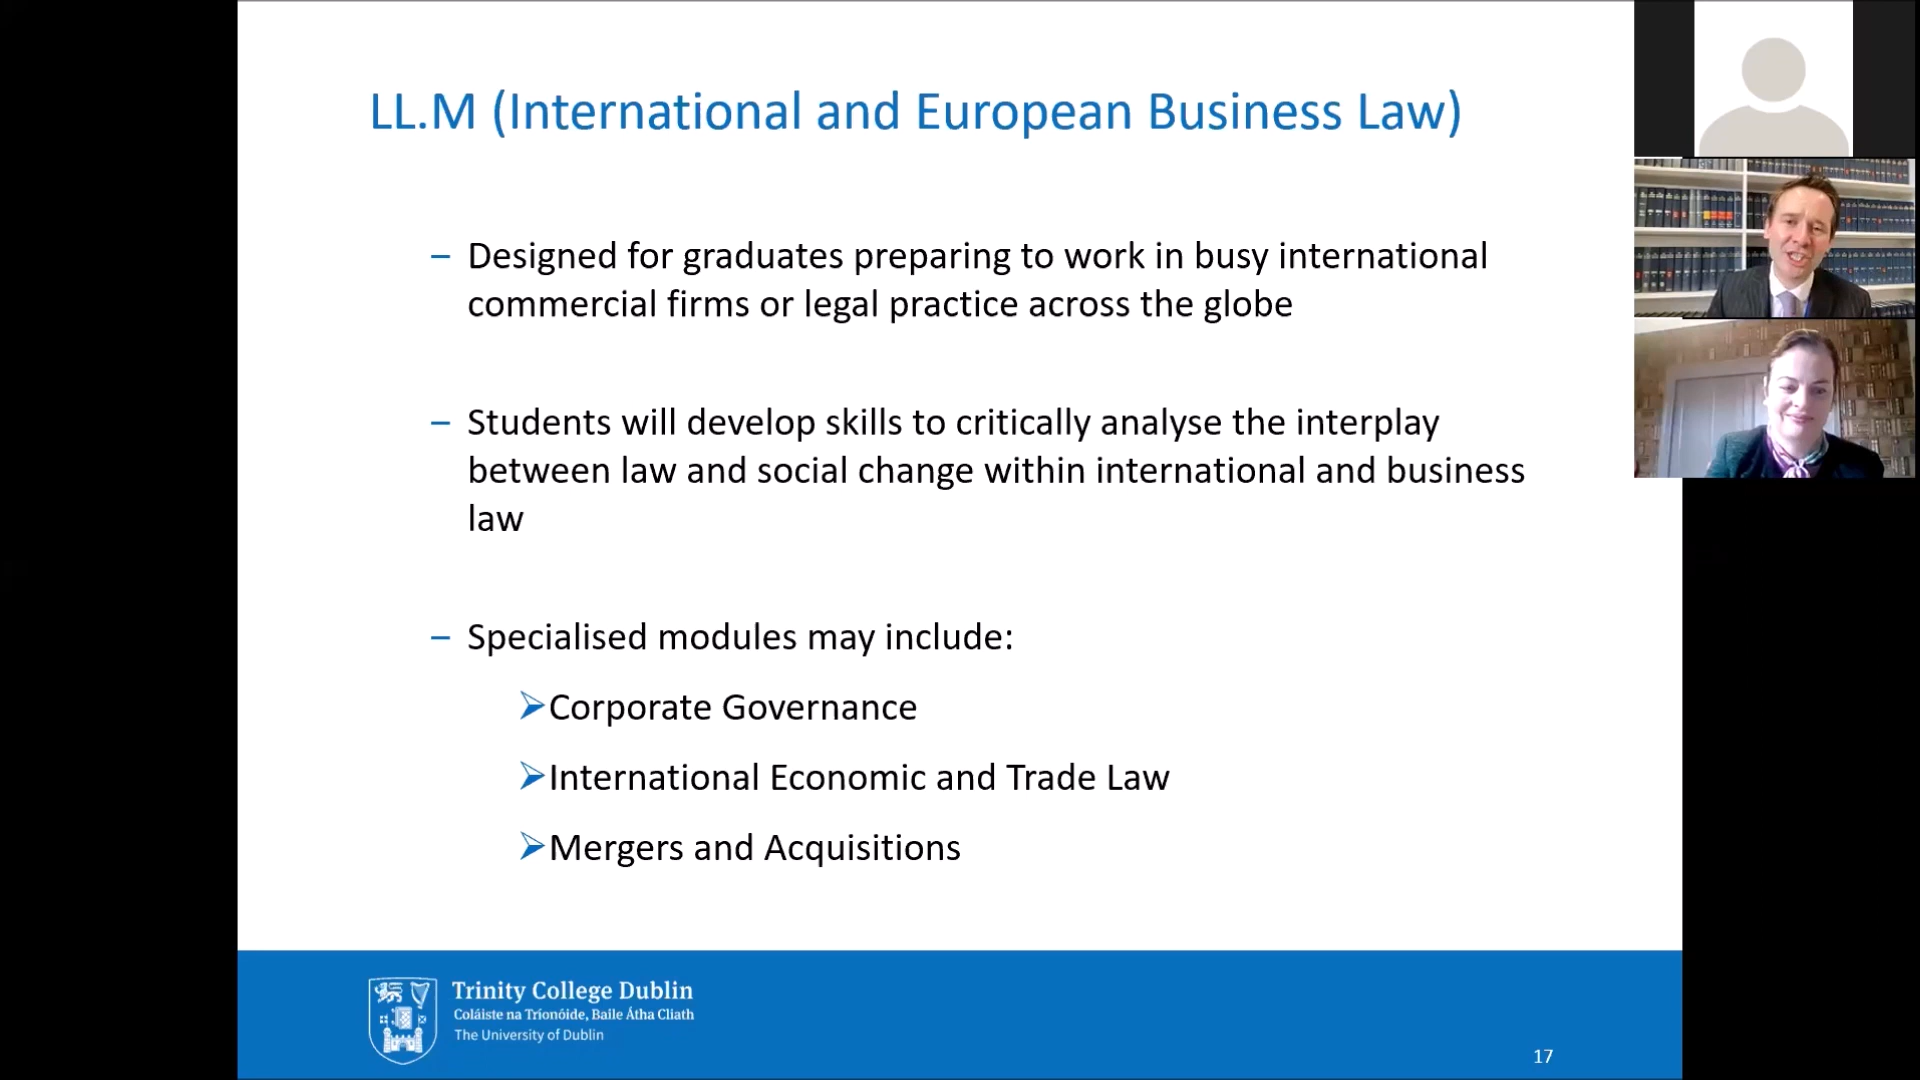 LL.M (International and European Business Law)
– Designed for graduates preparing to work in busy international
commercial firms or legal practice across the globe
– Students will develop skills to critically analyse the interplay
between law and social change within international and business
law
– Specialised modules may include:
➢Corporate Governance
➢International Economic and Trade Law
➢Mergers and Acquisitions
Trinity College Dublin
Coláiste na Tríonóide, Baile Átha Cliath
The University of Dublin
17